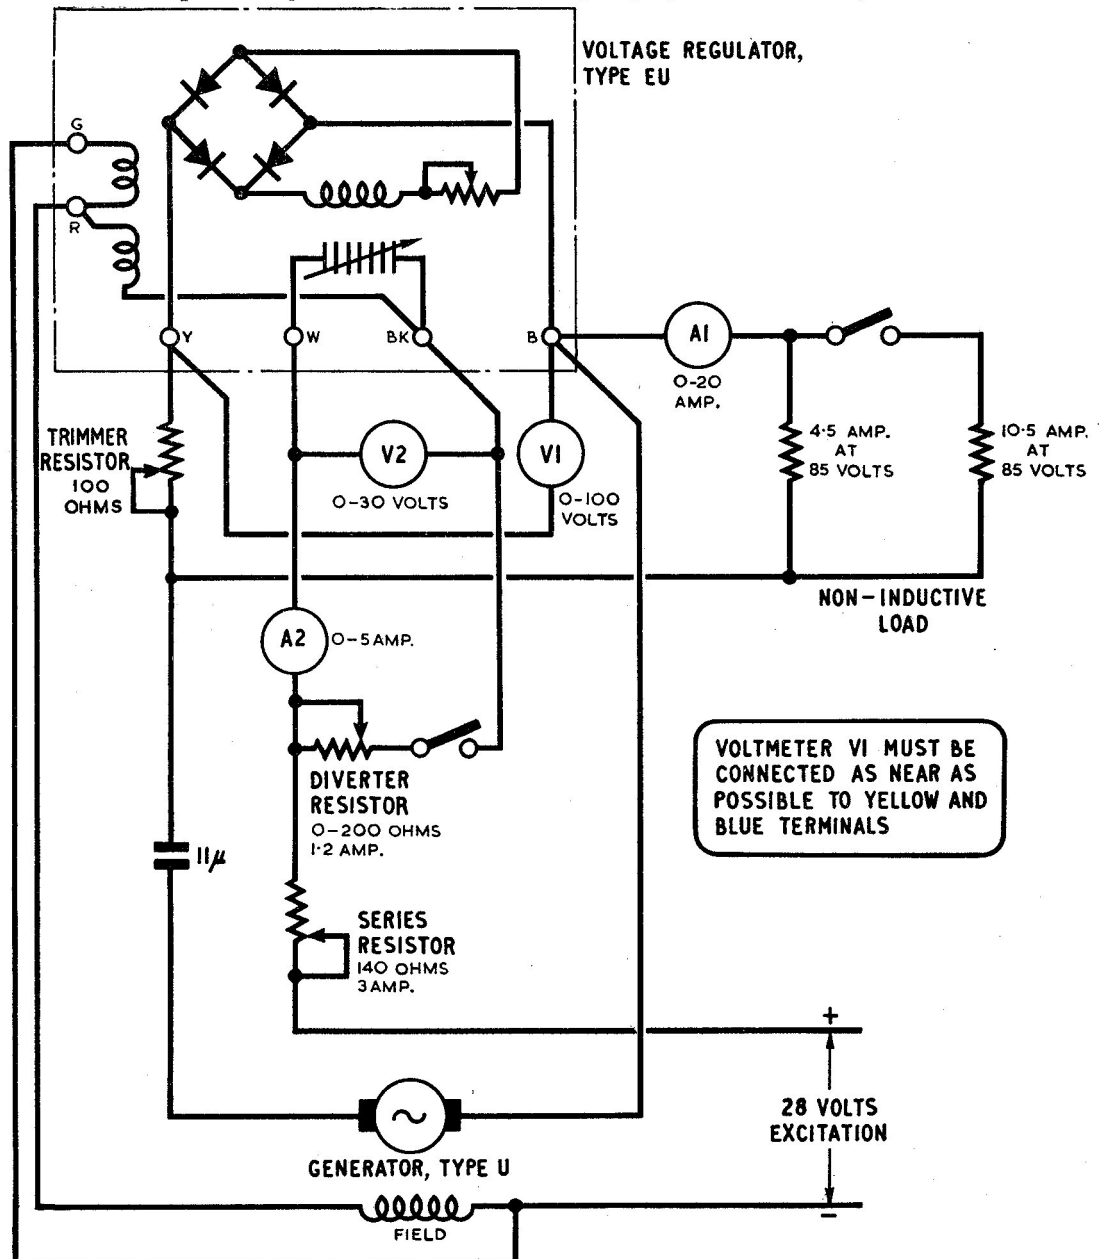 VOLTAGE REGULATOR,
TYPE EU
G
R
Y
W
BK
B
A1
0-20
AMP.
4·5 AMP.
AT
85 VOLTS
10·5 AMP.
AT
85 VOLTS
TRIMMER
RESISTOR
100
OHMS
V2
0-30 VOLTS
V1
0-100
VOLTS
NON-INDUCTIVE
LOAD
A2
0-5 AMP.
DIVERTER
RESISTOR
0-200 OHMS
1·2 AMP.
VOLTMETER V1 MUST BE
CONNECTED AS NEAR AS
POSSIBLE TO YELLOW AND
BLUE TERMINALS
11μ
SERIES
RESISTOR
140 OHMS
3 AMP.
+
28 VOLTS
EXCITATION
−
GENERATOR, TYPE U
FIELD